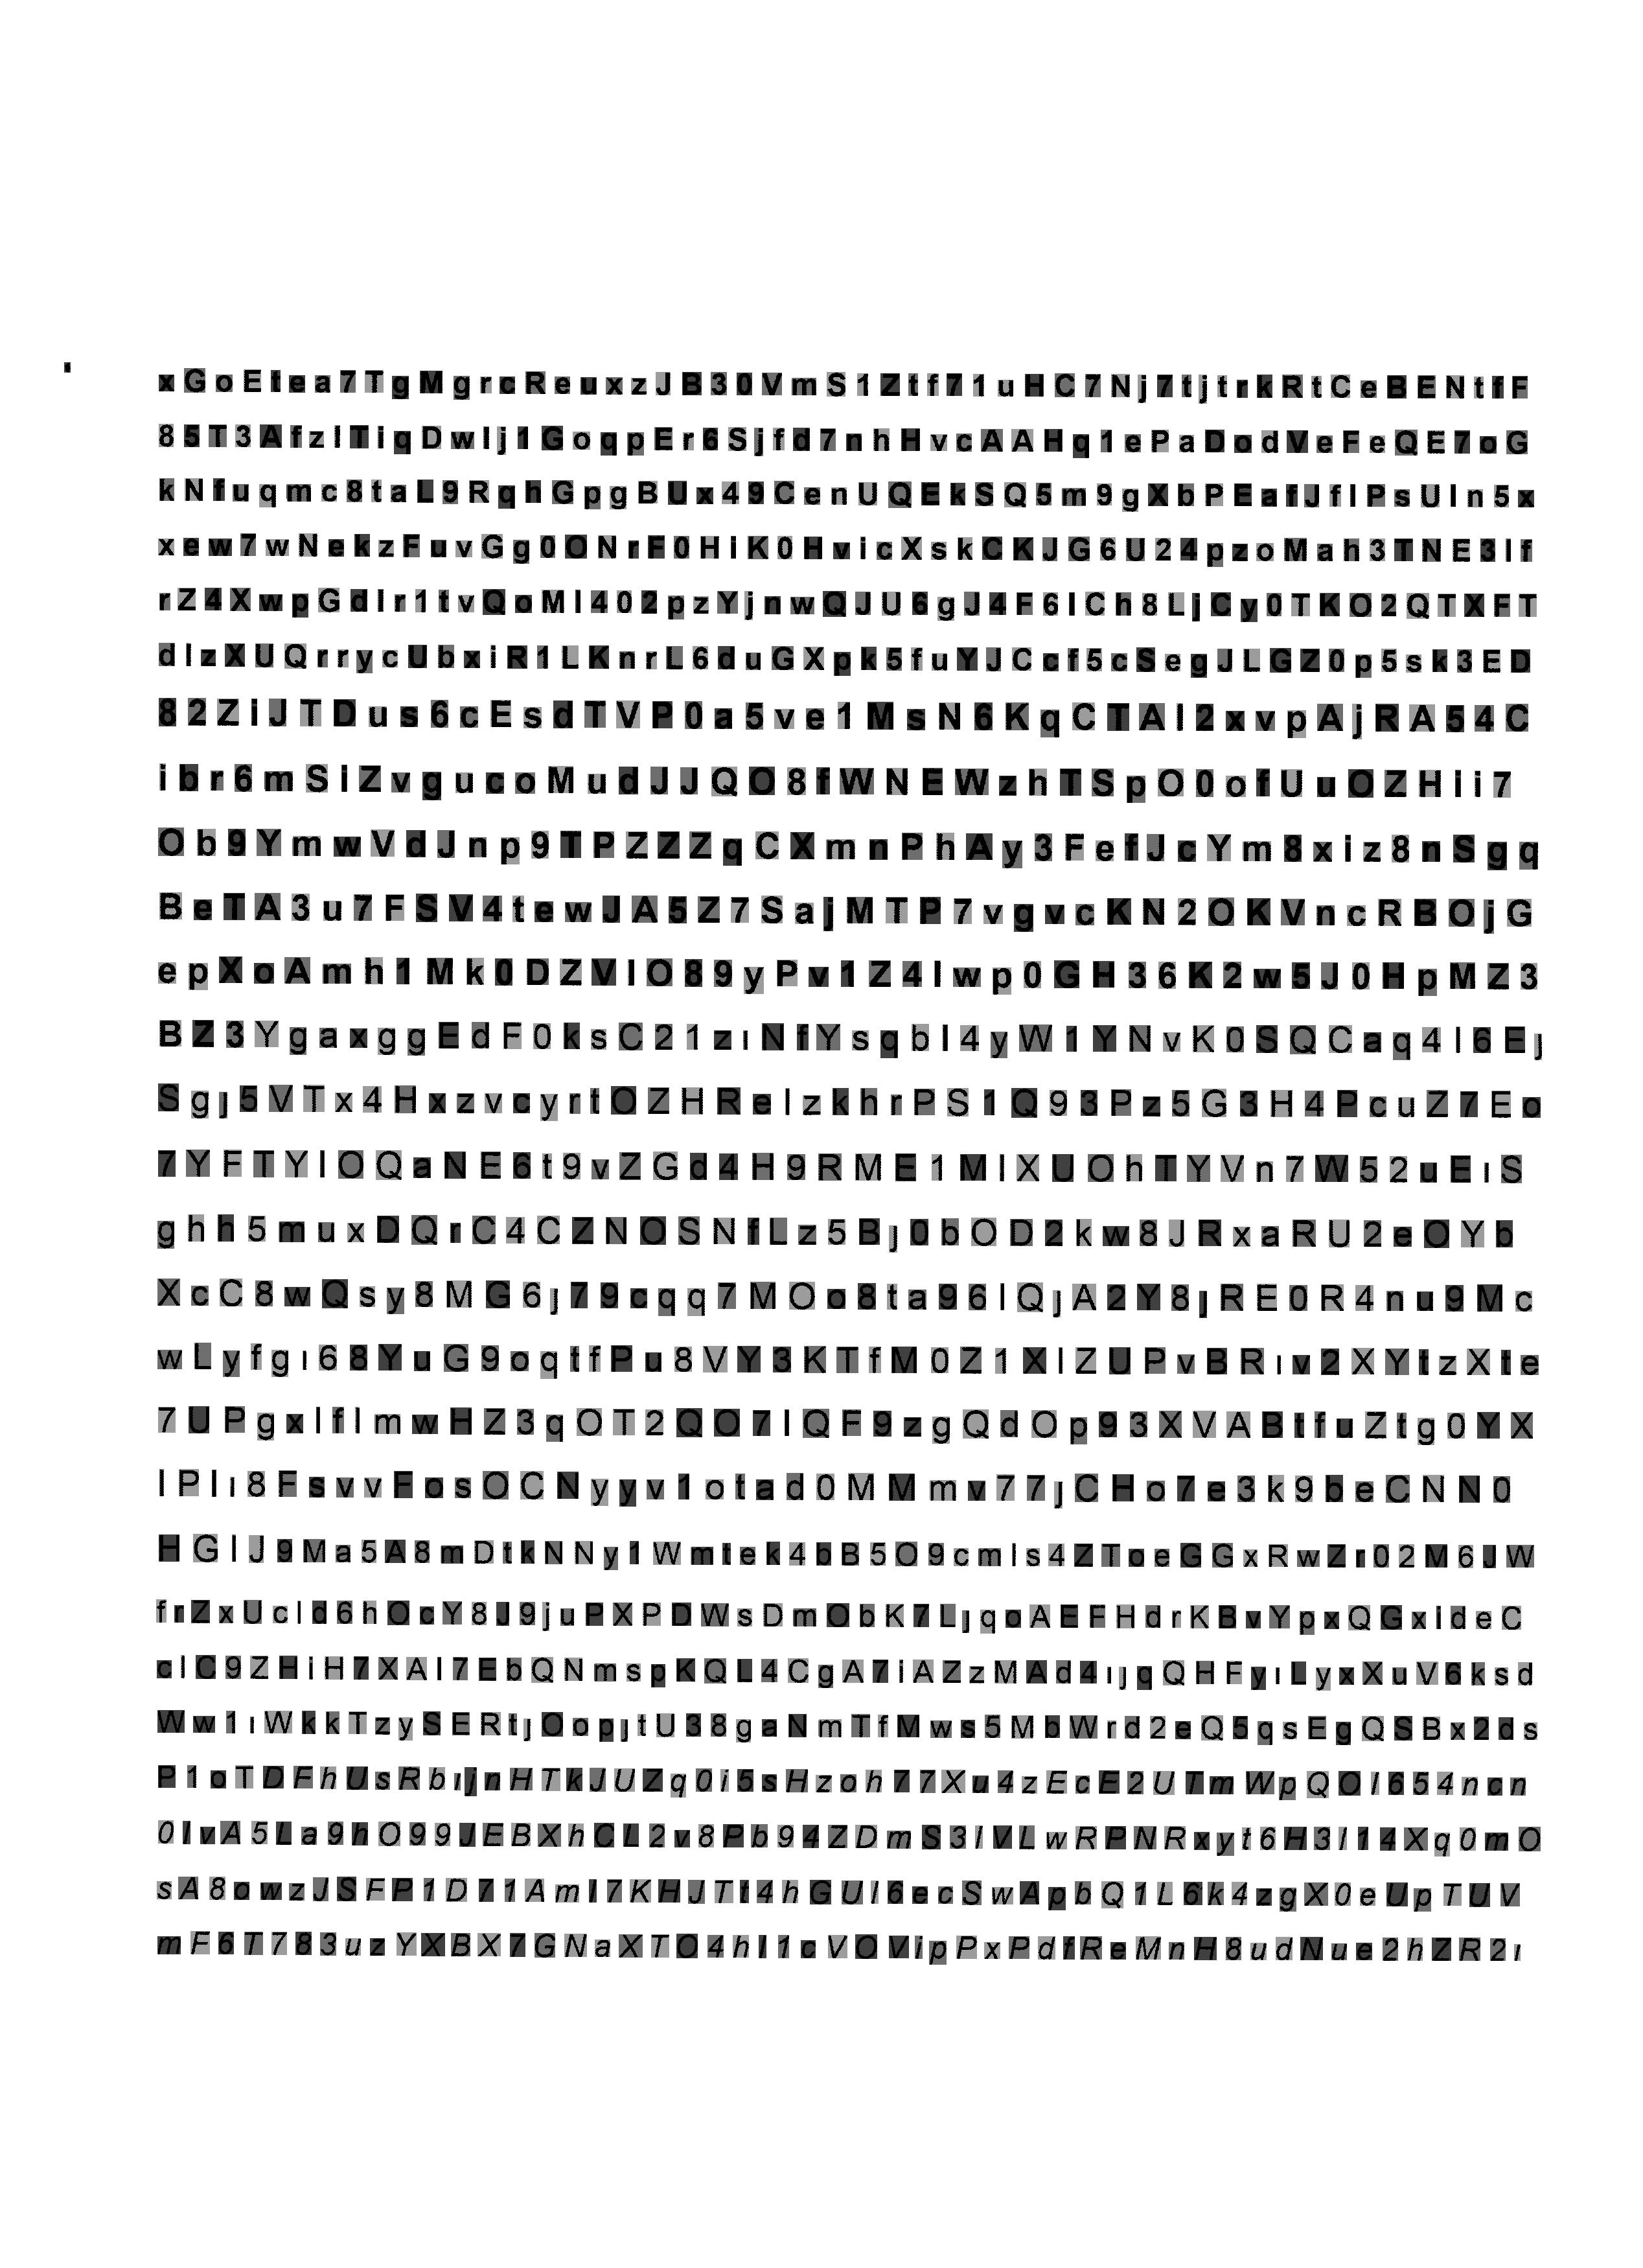 x G o E t e a 7 T g M g r c R e u x z J B 3 0 V m S 1 Z t f 7 1 u H C 7 N j 7 t j t r k R t C e B E N t f F
8 5 T 3 A f z I T i q D w I j 1 G o q p E r 6 S j f d 7 n h H v c A A H q 1 e P a D o d V e F e Q E 7 o G
k N f u q m c 8 t a L 9 R q h G p g B U x 4 9 C e n U Q E k S Q 5 m 9 g X b P E a f J f l P s U l n 5 x
x e w 7 w N e k z F u v G g 0 O N r F 0 H i K 0 H v i c X s k C K J G 6 U 2 4 p z o M a h 3 T N E 3 l f
r Z 4 X w p G d l r 1 t v Q o M l 4 0 2 p z Y j n w Q J U 6 g J 4 F 6 l C h 8 L j C y 0 T K O 2 Q T X F T
d l z X U Q r r y c U b x i R 1 L K n r L 6 d u G X p k 5 f u Y J C c f 5 c S e g J L G Z 0 p 5 s k 3 E D
8 2 Z i J T D u s 6 c E s d T V P 0 a 5 v e 1 M s N 6 K q C T A l 2 x v p A j R A 5 4 C
i b r 6 m S l Z v g u c o M u d J J Q O 8 f W N E W z h T S p O 0 o f U u O Z H l i 7
O b 9 Y m w V d J n p 9 T P Z Z Z q C X m n P h A y 3 F e f J c Y m 8 x i z 8 n S g q
B e T A 3 u 7 F S V 4 t e w J A 5 Z 7 S a j M T P 7 v g v c K N 2 O K V n c R B O j G
e p X o A m h 1 M k 0 D Z V l O 8 9 y P v 1 Z 4 l w p 0 G H 3 6 K 2 w 5 J 0 H p M Z 3
B Z 3 Y g a x g g E d F 0 k s C 2 1 z ı N f Y s q b l 4 y W 1 Y N v K 0 S Q C a q 4 l 6 E ȷ
S g ȷ 5 V T x 4 H x z v c y r t O Z H R e l z k h r P S 1 Q 9 3 P z 5 G 3 H 4 P c u Z 7 E o
7 Y F T Y l O Q a N E 6 t 9 v Z G d 4 H 9 R M E 1 M l X U O h T Y V n 7 W 5 2 u E ı S
g h h 5 m u x D Q r C 4 C Z N O S N f L z 5 B ȷ 0 b O D 2 k w 8 J R x a R U 2 e O Y b
X c C 8 w Q s y 8 M G 6 ȷ 7 9 c q q 7 M O o 8 t a 9 6 l Q ȷ A 2 Y 8 ȷ R E 0 R 4 n u 9 M c
w L y f g ı 6 8 Y u G 9 o q t f P u 8 V Y 3 K T f M 0 Z 1 X l Z U P v B R ı v 2 X Y t z X t e
7 U P g x l f l m w H Z 3 q O T 2 Q O 7 l Q F 9 z g Q d O p 9 3 X V A B t f u Z t g 0 Y X
l P l ı 8 F s v v F o s O C N y y v 1 o t a d 0 M M m v 7 7 ȷ C H o 7 e 3 k 9 b e C N N 0
H G l J 9 M a 5 A 8 m D t k N N y 1 W m t e k 4 b B 5 O 9 c m l s 4 Z T o e G G x R w Z r 0 2 M 6 J W
f r Z x U c l d 6 h O c Y 8 J 9 j u P X P D W s D m O b K 7 L ȷ q o A E F H d r K B v Y p x Q G x i d e C
c l C 9 Z H i H 7 X A l 7 E b Q N m s p K Q L 4 C g A 7 i A Z z M A d 4 ı ȷ q Q H F y ı L y x X u V 6 k s d
W w 1 ı W k k T z y S E R t ȷ O o p ȷ t U 3 8 g a N m T f M w s 5 M b W r d 2 e Q 5 q s E g Q S B x 2 d s
P 1 o T D F h U s R b ı ȷ n H T k J U Z q 0 i 5 s H z o h 7 7 X u 4 z E c E 2 U T m W p Q O l 6 5 4 n c n
0 l v A 5 L a 9 h O 9 9 J E B X h C L 2 v 8 P b 9 4 Z D m S 3 l V L w R P N R x y t 6 H 3 l 1 4 X q 0 m O
s A 8 o w z J S F P 1 D 7 1 A m l 7 K H J T t 4 h G U l 6 e c S w A p b Q 1 L 6 k 4 z g X 0 e U p T U V
m F 6 T 7 8 3 u z Y X B X 7 G N a X T O 4 h l 1 c V O V i p P x P d f R e M n H 8 u d N u e 2 h Z R 2 ı